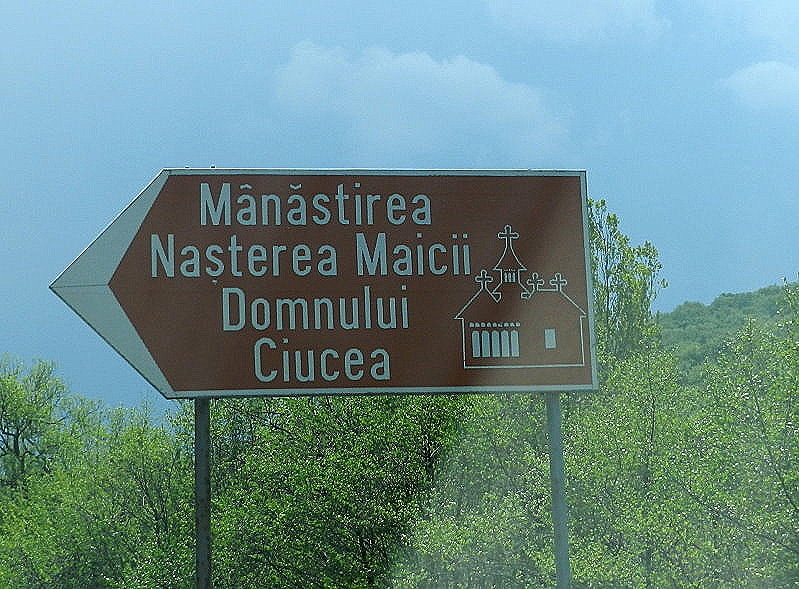 Mânăstirea
Nașterea Maicii
Domnului
Ciucea